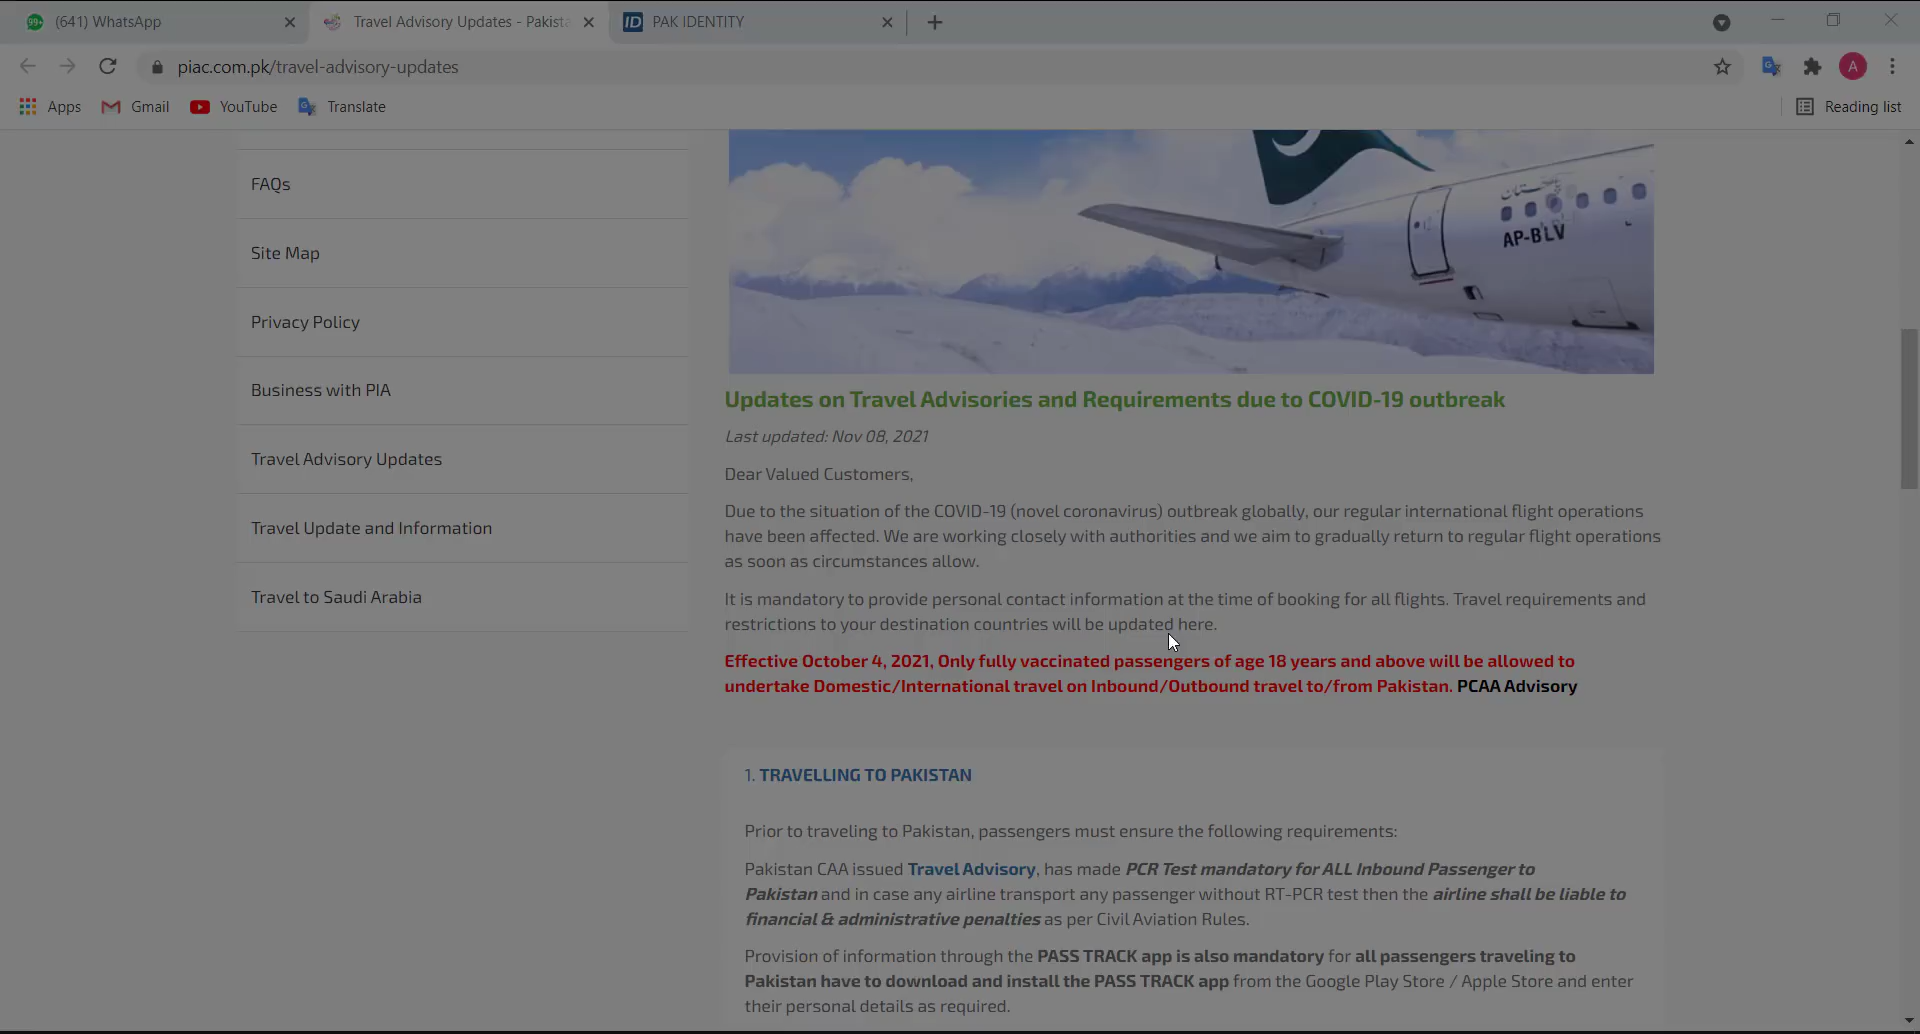 (641) WhatsApp
Travel Advisory Updates - Pakista
ID PAK IDENTITY
piac.com.pk/travel-advisory-updates
A
Apps
Gmail
YouTube
Translate
Reading list
FAQs
Site Map
Privacy Policy
Business with PIA
Travel Advisory Updates
Travel Update and Information
Travel to Saudi Arabia
پاکستان
AP-BLV
Updates on Travel Advisories and Requirements due to COVID-19 outbreak
Last updated: Nov 08, 2021
Dear Valued Customers,
Due to the situation of the COVID-19 (novel coronavirus) outbreak globally, our regular international flight operations
have been affected. We are working closely with authorities and we aim to gradually return to regular flight operations
as soon as circumstances allow.
It is mandatory to provide personal contact information at the time of booking for all flights. Travel requirements and
restrictions to your destination countries will be updated here.
Effective October 4, 2021, Only fully vaccinated passengers of age 18 years and above will be allowed to
undertake Domestic/International travel on Inbound/Outbound travel to/from Pakistan. PCAA Advisory
1. TRAVELLING TO PAKISTAN
Prior to traveling to Pakistan, passengers must ensure the following requirements:
Pakistan CAA issued Travel Advisory, has made PCR Test mandatory for ALL Inbound Passenger to
Pakistan and in case any airline transport any passenger without RT-PCR test then the airline shall be liable to
financial & administrative penalties as per Civil Aviation Rules.
Provision of information through the PASS TRACK app is also mandatory for all passengers traveling to
Pakistan have to download and install the PASS TRACK app from the Google Play Store / Apple Store and enter
their personal details as required.